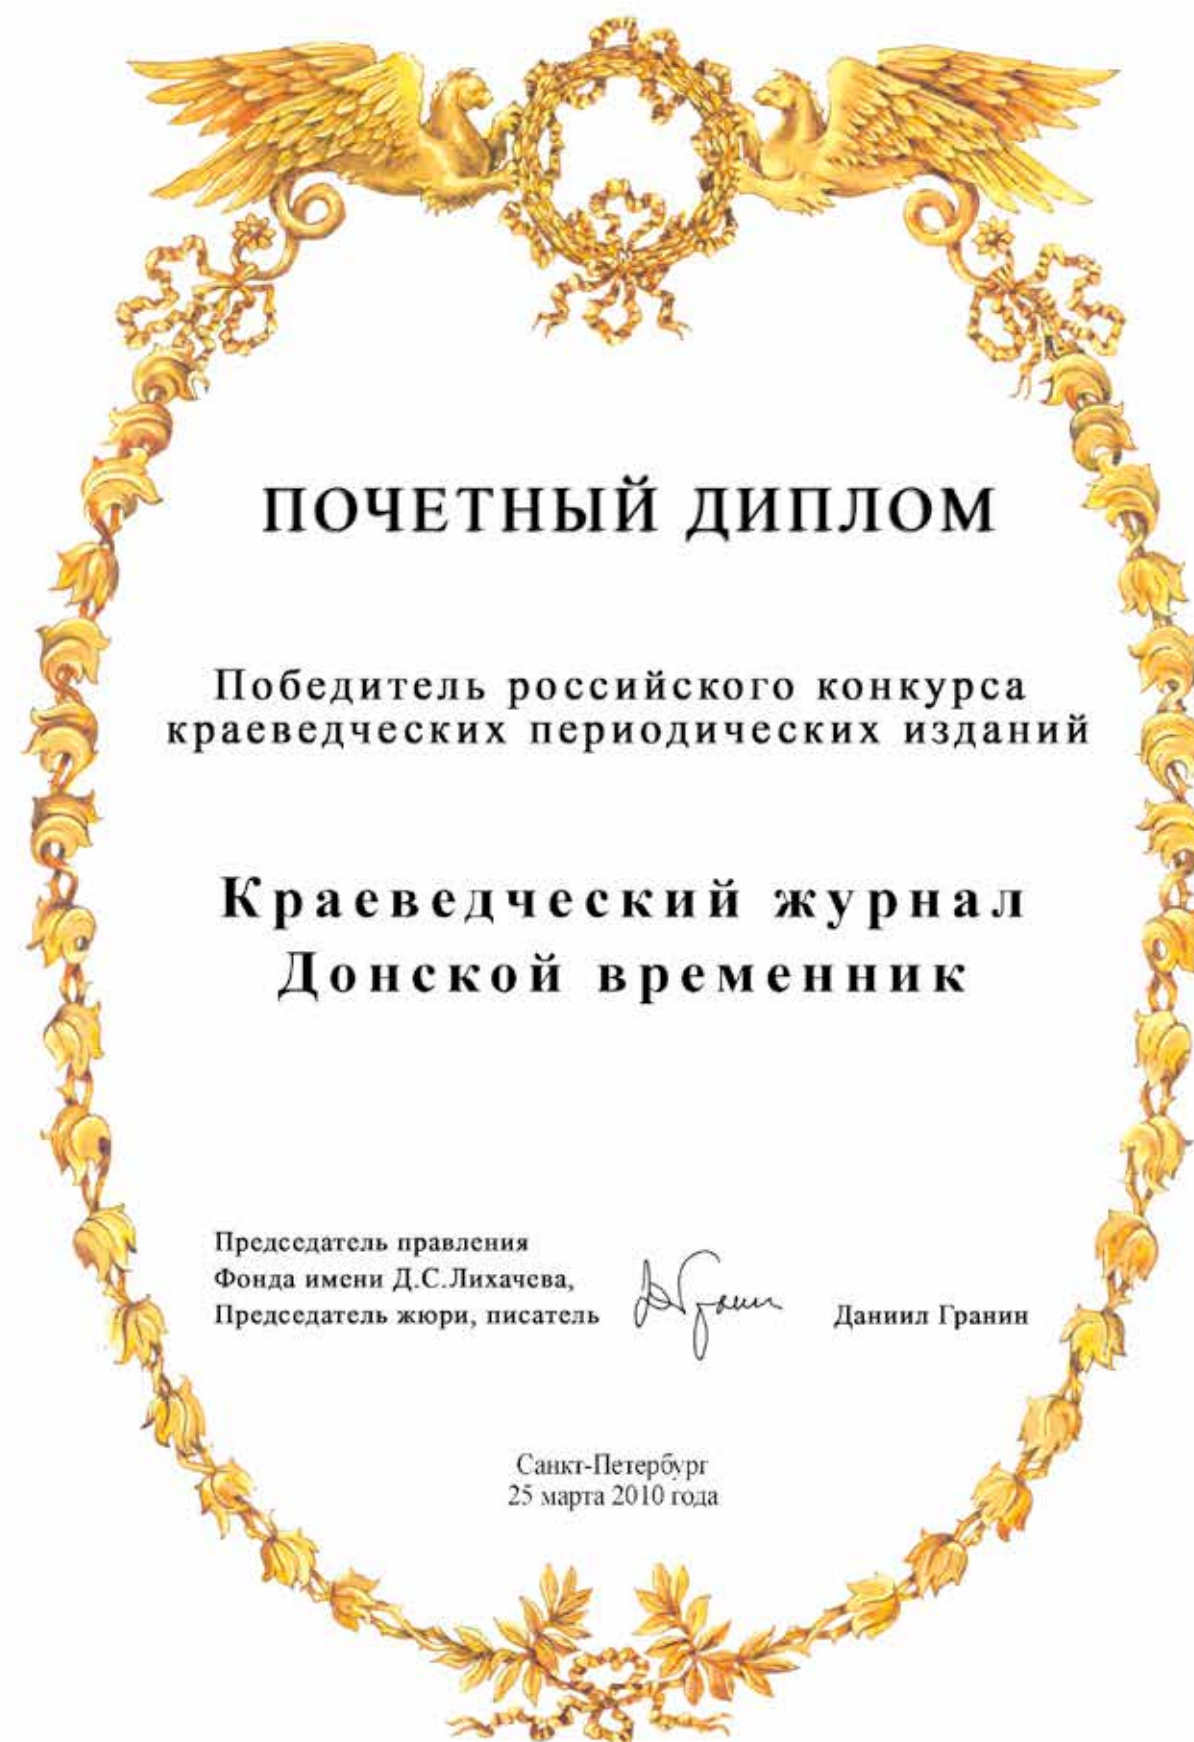 ПОЧЕТНЫЙ ДИПЛОМ
Победитель российского конкурса
краеведческих периодических изданий
Краеведческий журнал
Донской временник
Председатель правления
Фонда имени Д.С.Лихачева,
Председатель жюри, писатель
Даниил Гранин
Санкт-Петербург
25 марта 2010 года